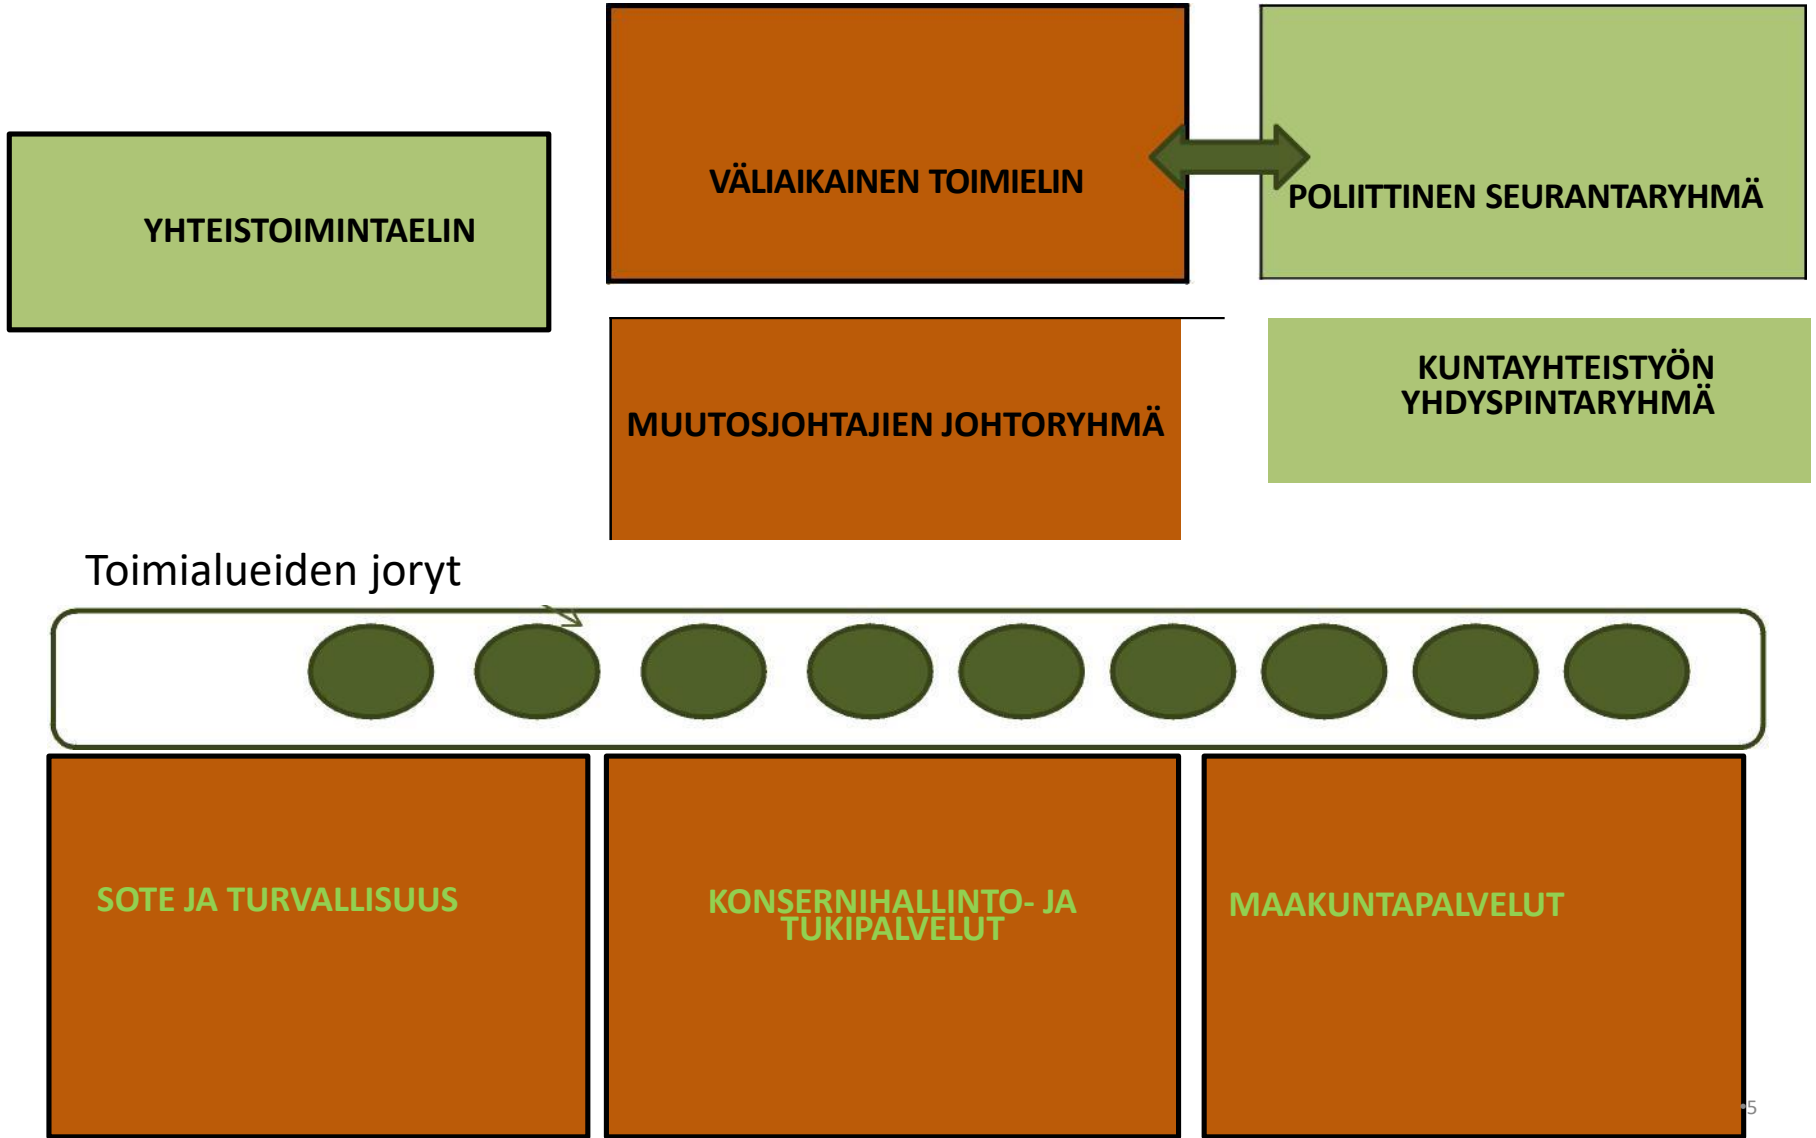 VÄLIAIKAINEN TOIMIELIN
POLIITTINEN SEURANTARYHMÄ
YHTEISTOIMINTAELIN
KUNTAYHTEISTYÖN
YHDYSPINTARYHMÄ
MUUTOSJOHTAJIEN JOHTORYHMÄ
Toimialueiden joryt
SOTE JA TURVALLISUUS
KONSERNIHALLINTO- JA
TUKIPALVELUT
MAAKUNTAPALVELUT
•5